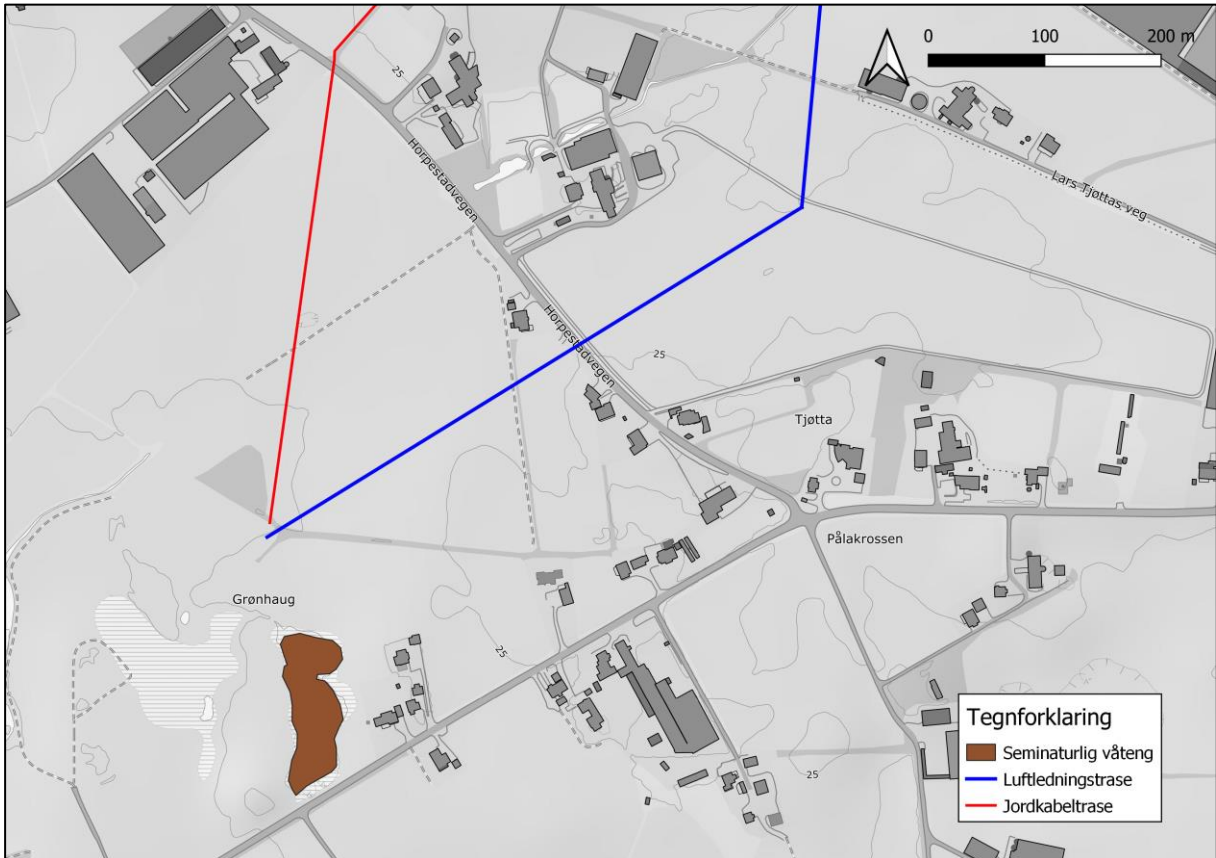 0 100 200 m
25
Horpestadvegen
Lars Tjøttas veg
Horpestadvegen
25
Tjøtta
Pålakrossen
Grønhaug
25
25
Tegnforklaring
Seminaturlig våteng
Luftledningstrase
Jordkabeltrase